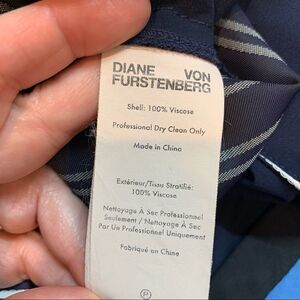 DIANE VON
FURSTENBERG
Shell: 100% Viscose
Professional Dry Clean Only
Made in China
Extérieur/Tissu Stratifié:
100% Viscose
Nettoyage À Sec Professionnel
Seulement / Nettoyage À Sec
Par Un Professionnel Uniquement
Fabriqué en Chine
P